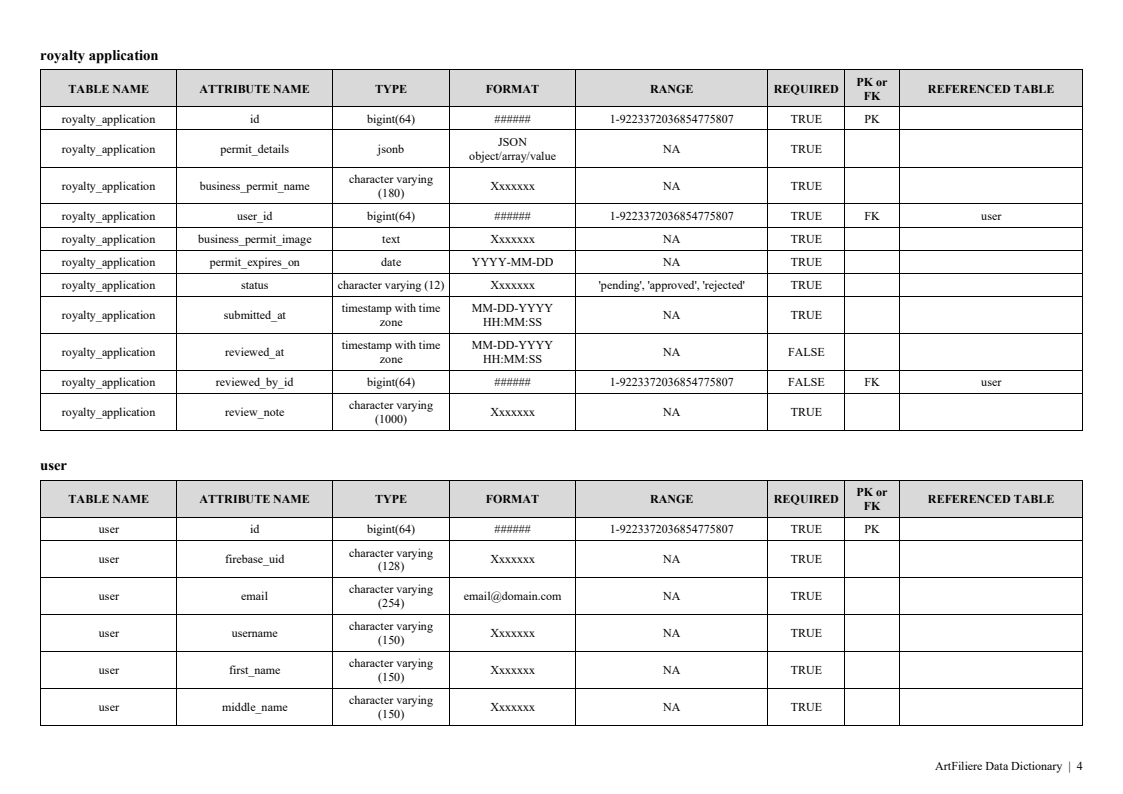 royalty application
TABLE NAME ATTRIBUTE NAME TYPE FORMAT RANGE REQUIRED PK or FK REFERENCED TABLE
royalty_application id bigint(64) ###### 1-9223372036854775807 TRUE PK
royalty_application permit_details jsonb JSON object/array/value NA TRUE
royalty_application business_permit_name character varying (180) Xxxxxxx NA TRUE
royalty_application user_id bigint(64) ###### 1-9223372036854775807 TRUE FK user
royalty_application business_permit_image text Xxxxxxx NA TRUE
royalty_application permit_expires_on date YYYY-MM-DD NA TRUE
royalty_application status character varying (12) Xxxxxxx 'pending', 'approved', 'rejected' TRUE
royalty_application submitted_at timestamp with time zone MM-DD-YYYY HH:MM:SS NA TRUE
royalty_application reviewed_at timestamp with time zone MM-DD-YYYY HH:MM:SS NA FALSE
royalty_application reviewed_by_id bigint(64) ###### 1-9223372036854775807 FALSE FK user
royalty_application review_note character varying (1000) Xxxxxxx NA TRUE
user
TABLE NAME ATTRIBUTE NAME TYPE FORMAT RANGE REQUIRED PK or FK REFERENCED TABLE
user id bigint(64) ###### 1-9223372036854775807 TRUE PK
user firebase_uid character varying (128) Xxxxxxx NA TRUE
user email character varying (254) email@domain.com NA TRUE
user username character varying (150) Xxxxxxx NA TRUE
user first_name character varying (150) Xxxxxxx NA TRUE
user middle_name character varying (150) Xxxxxxx NA TRUE
ArtFiliere Data Dictionary | 4